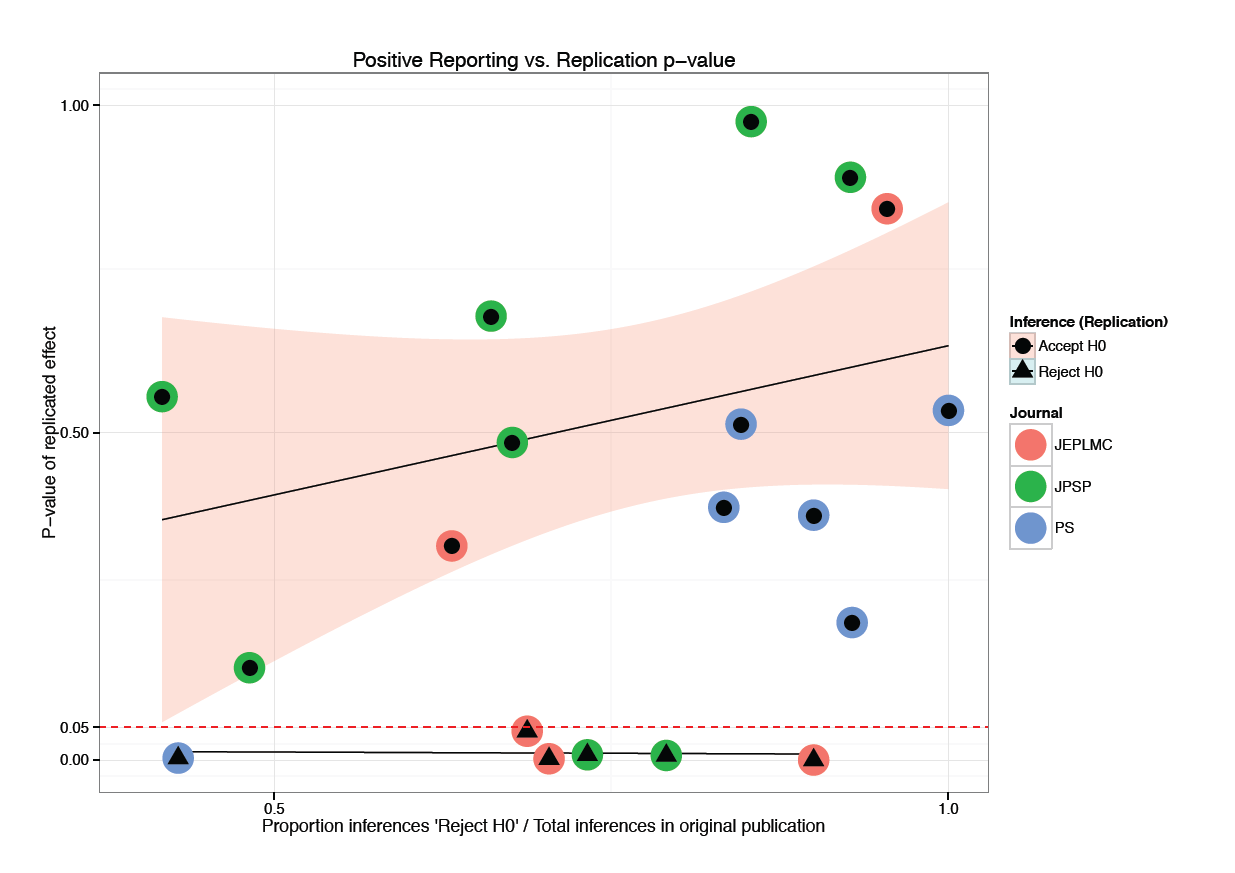 Positive Reporting vs. Replication p−value
P−value of replicated effect
1.00
0.50
0.05
0.00
0.5
1.0
Proportion inferences 'Reject H0' / Total inferences in original publication
Inference (Replication)
Accept H0
Reject H0
Journal
JEPLMC
JPSP
PS